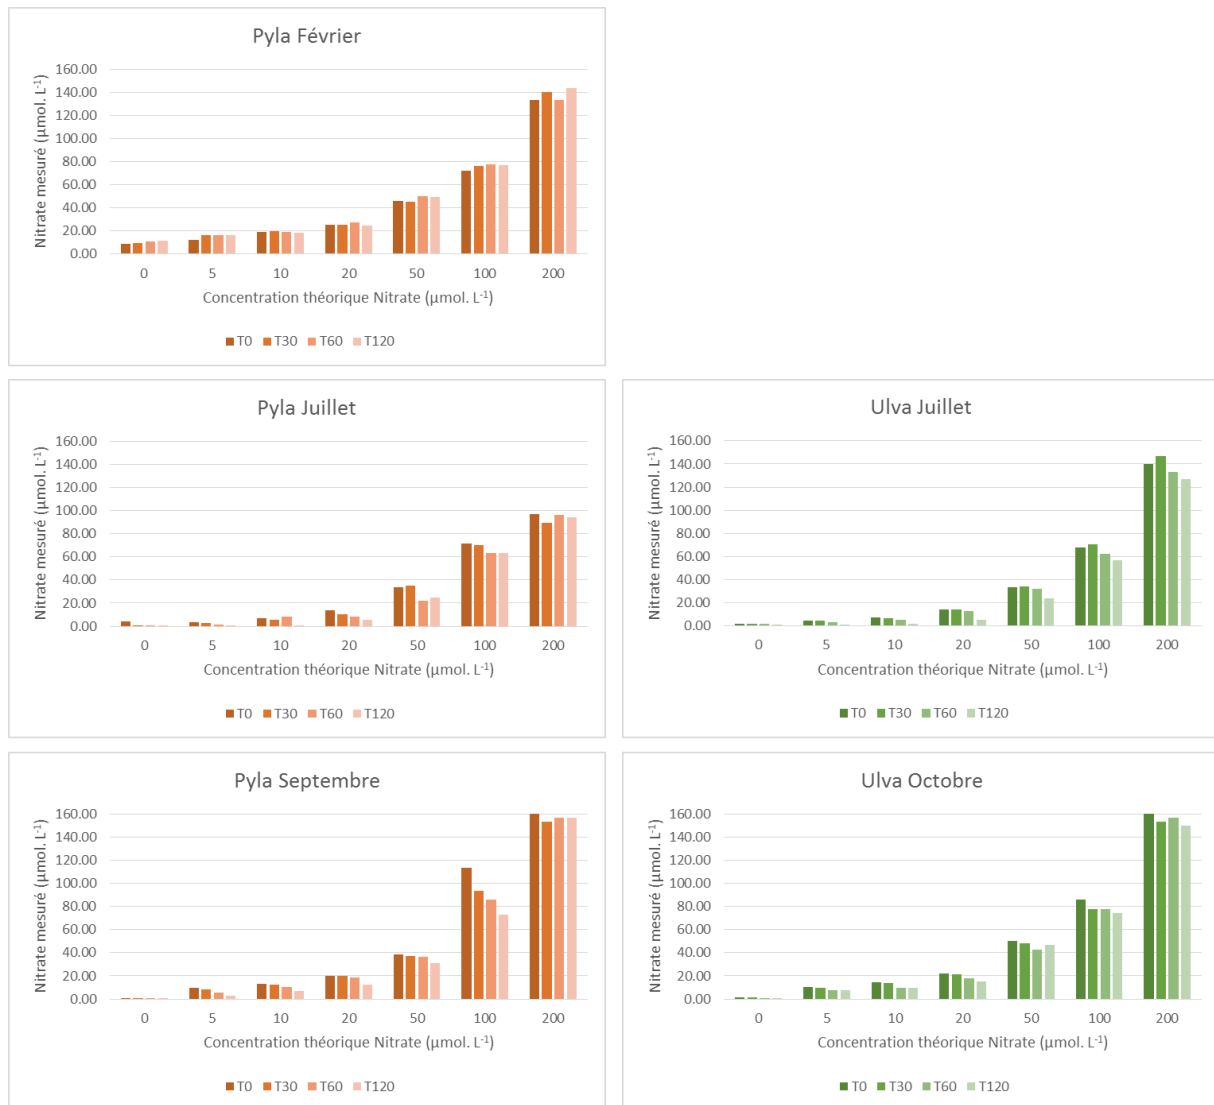 Pyla Février
Nitrate mesuré (µmol. L-1)
160.00
140.00
120.00
100.00
80.00
60.00
40.00
20.00
0.00
0 5 10 20 50 100 200
Concentration théorique Nitrate (µmol. L-1)
T0 T30 T60 T120
Pyla Juillet
Nitrate mesuré (µmol. L-1)
160.00
140.00
120.00
100.00
80.00
60.00
40.00
20.00
0.00
0 5 10 20 50 100 200
Concentration théorique Nitrate (µmol. L-1)
T0 T30 T60 T120
Ulva Juillet
Nitrate mesuré (µmol. L-1)
160.00
140.00
120.00
100.00
80.00
60.00
40.00
20.00
0.00
0 5 10 20 50 100 200
Concentration théorique Nitrate (µmol. L-1)
T0 T30 T60 T120
Pyla Septembre
Nitrate mesuré (µmol. L-1)
160.00
140.00
120.00
100.00
80.00
60.00
40.00
20.00
0.00
0 5 10 20 50 100 200
Concentration théorique Nitrate (µmol. L-1)
T0 T30 T60 T120
Ulva Octobre
Nitrate mesuré (µmol. L-1)
160.00
140.00
120.00
100.00
80.00
60.00
40.00
20.00
0.00
0 5 10 20 50 100 200
Concentration théorique Nitrate (µmol. L-1)
T0 T30 T60 T120